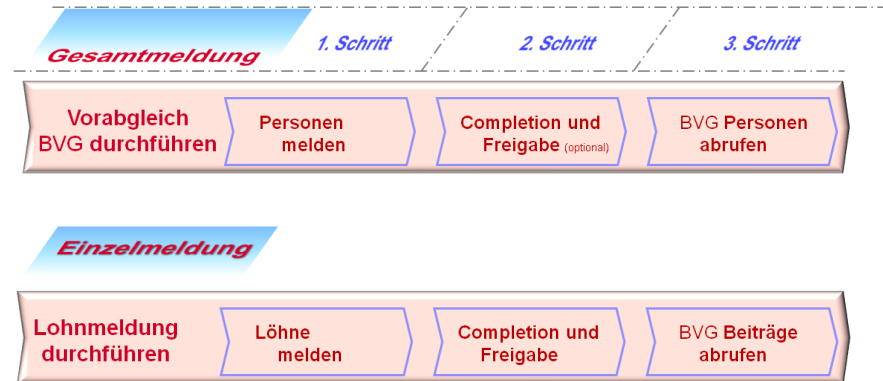 Gesamtmeldung
1. Schritt
2. Schritt
3. Schritt
Vorabgleich
BVG durchführen
Personen
melden
Completion und
Freigabe (optional)
BVG Personen
abrufen
Einzelmeldung
Lohnmeldung
durchführen
Löhne
melden
Completion und
Freigabe
BVG Beiträge
abrufen